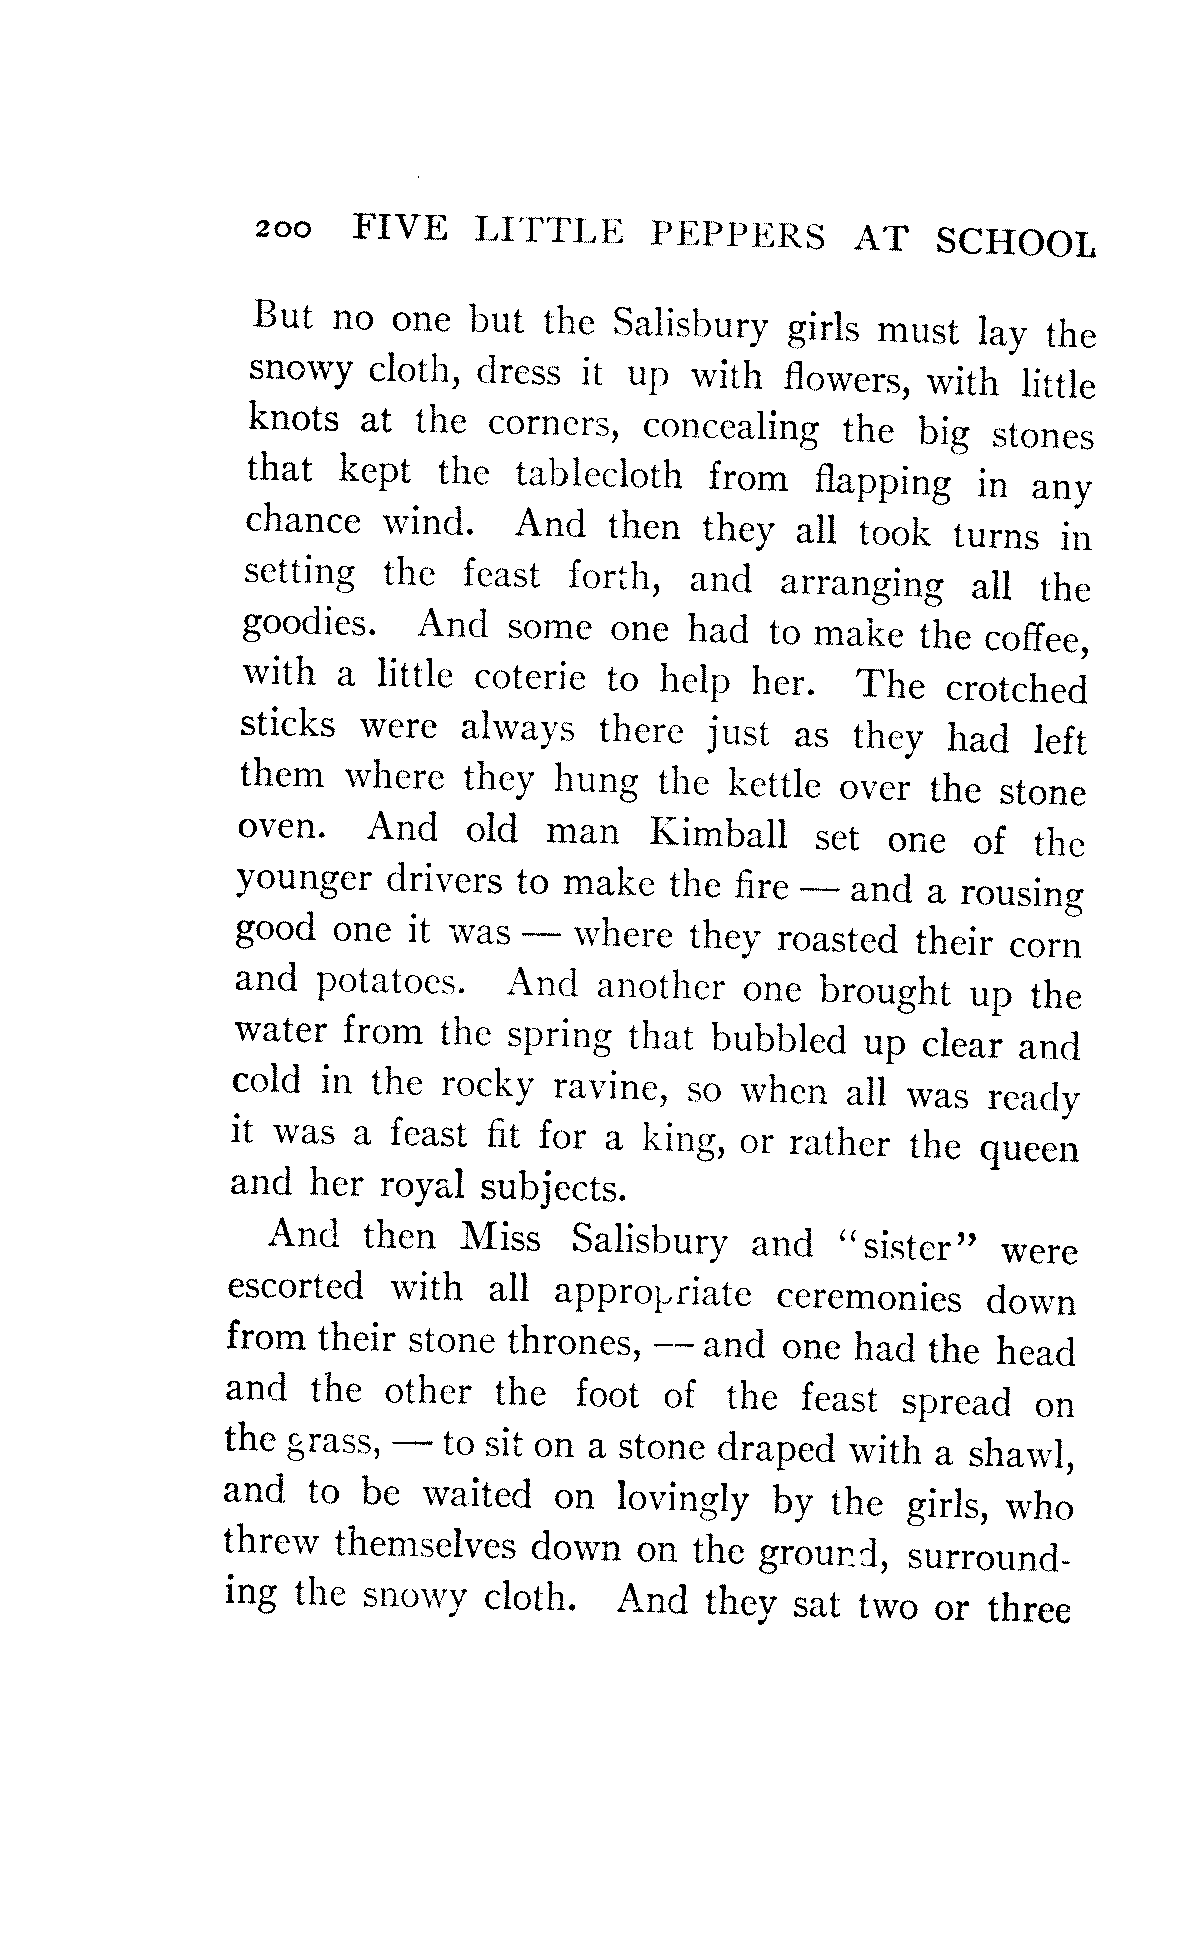 200 FIVE LITTLE PEPPERS AT SCHOOL
But no one but the Salisbury girls must lay the
snowy cloth, dress it up with flowers, with little
knots at the corners, concealing the big stones
that kept the tablecloth from flapping in any
chance wind. And then they all took turns in
setting the feast forth, and arranging all the
goodies. And some one had to make the coffee,
with a little coterie to help her. The crotched
sticks were always there just as they had left
them where they hung the kettle over the stone
oven. And old man Kimball set one of the
younger drivers to make the fire — and a rousing
good one it was — where they roasted their corn
and potatoes. And another one brought up the
water from the spring that bubbled up clear and
cold in the rocky ravine, so when all was ready
it was a feast fit for a king, or rather the queen
and her royal subjects.
And then Miss Salisbury and "sister" were
escorted with all appropriate ceremonies down
from their stone thrones, — and one had the head
and the other the foot of the feast spread on
the grass, — to sit on a stone draped with a shawl,
and to be waited on lovingly by the girls, who
threw themselves down on the ground, surround-
ing the snowy cloth. And they sat two or three